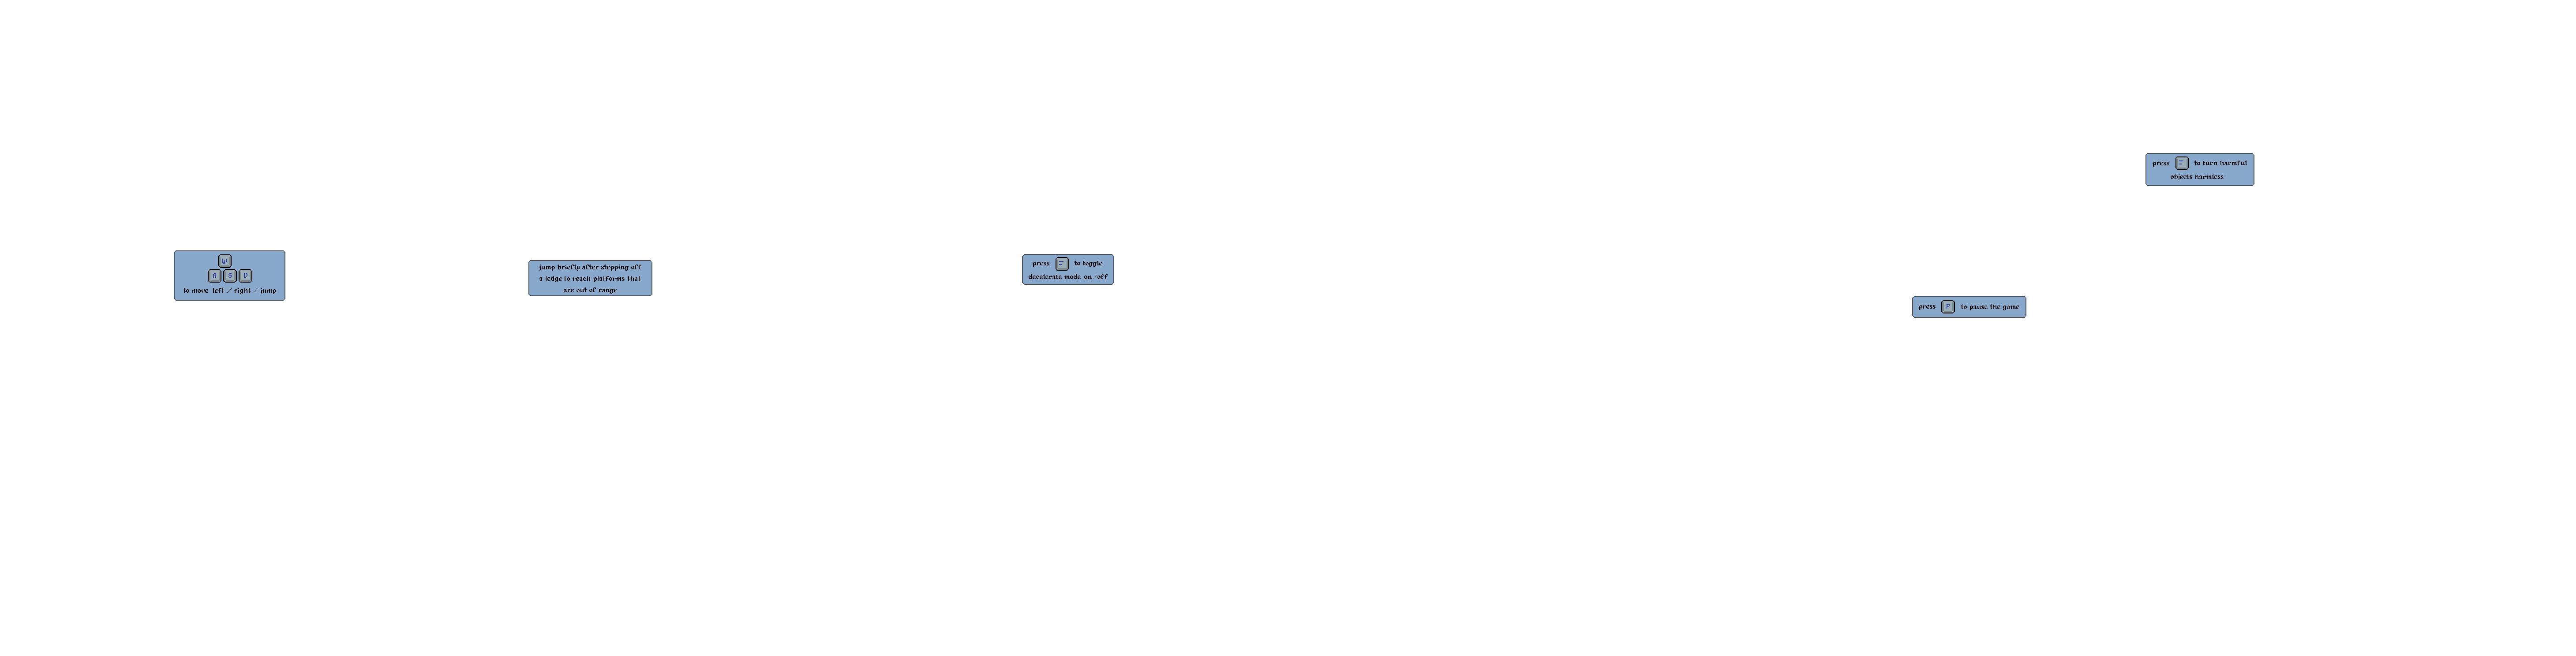 W
A S D
to move left / right / jump
jump briefly after stepping off
a ledge to reach platforms that
are out of range
press to toggle
decelerate mode on/off
press P to pause the game
press to turn harmful
objects harmless